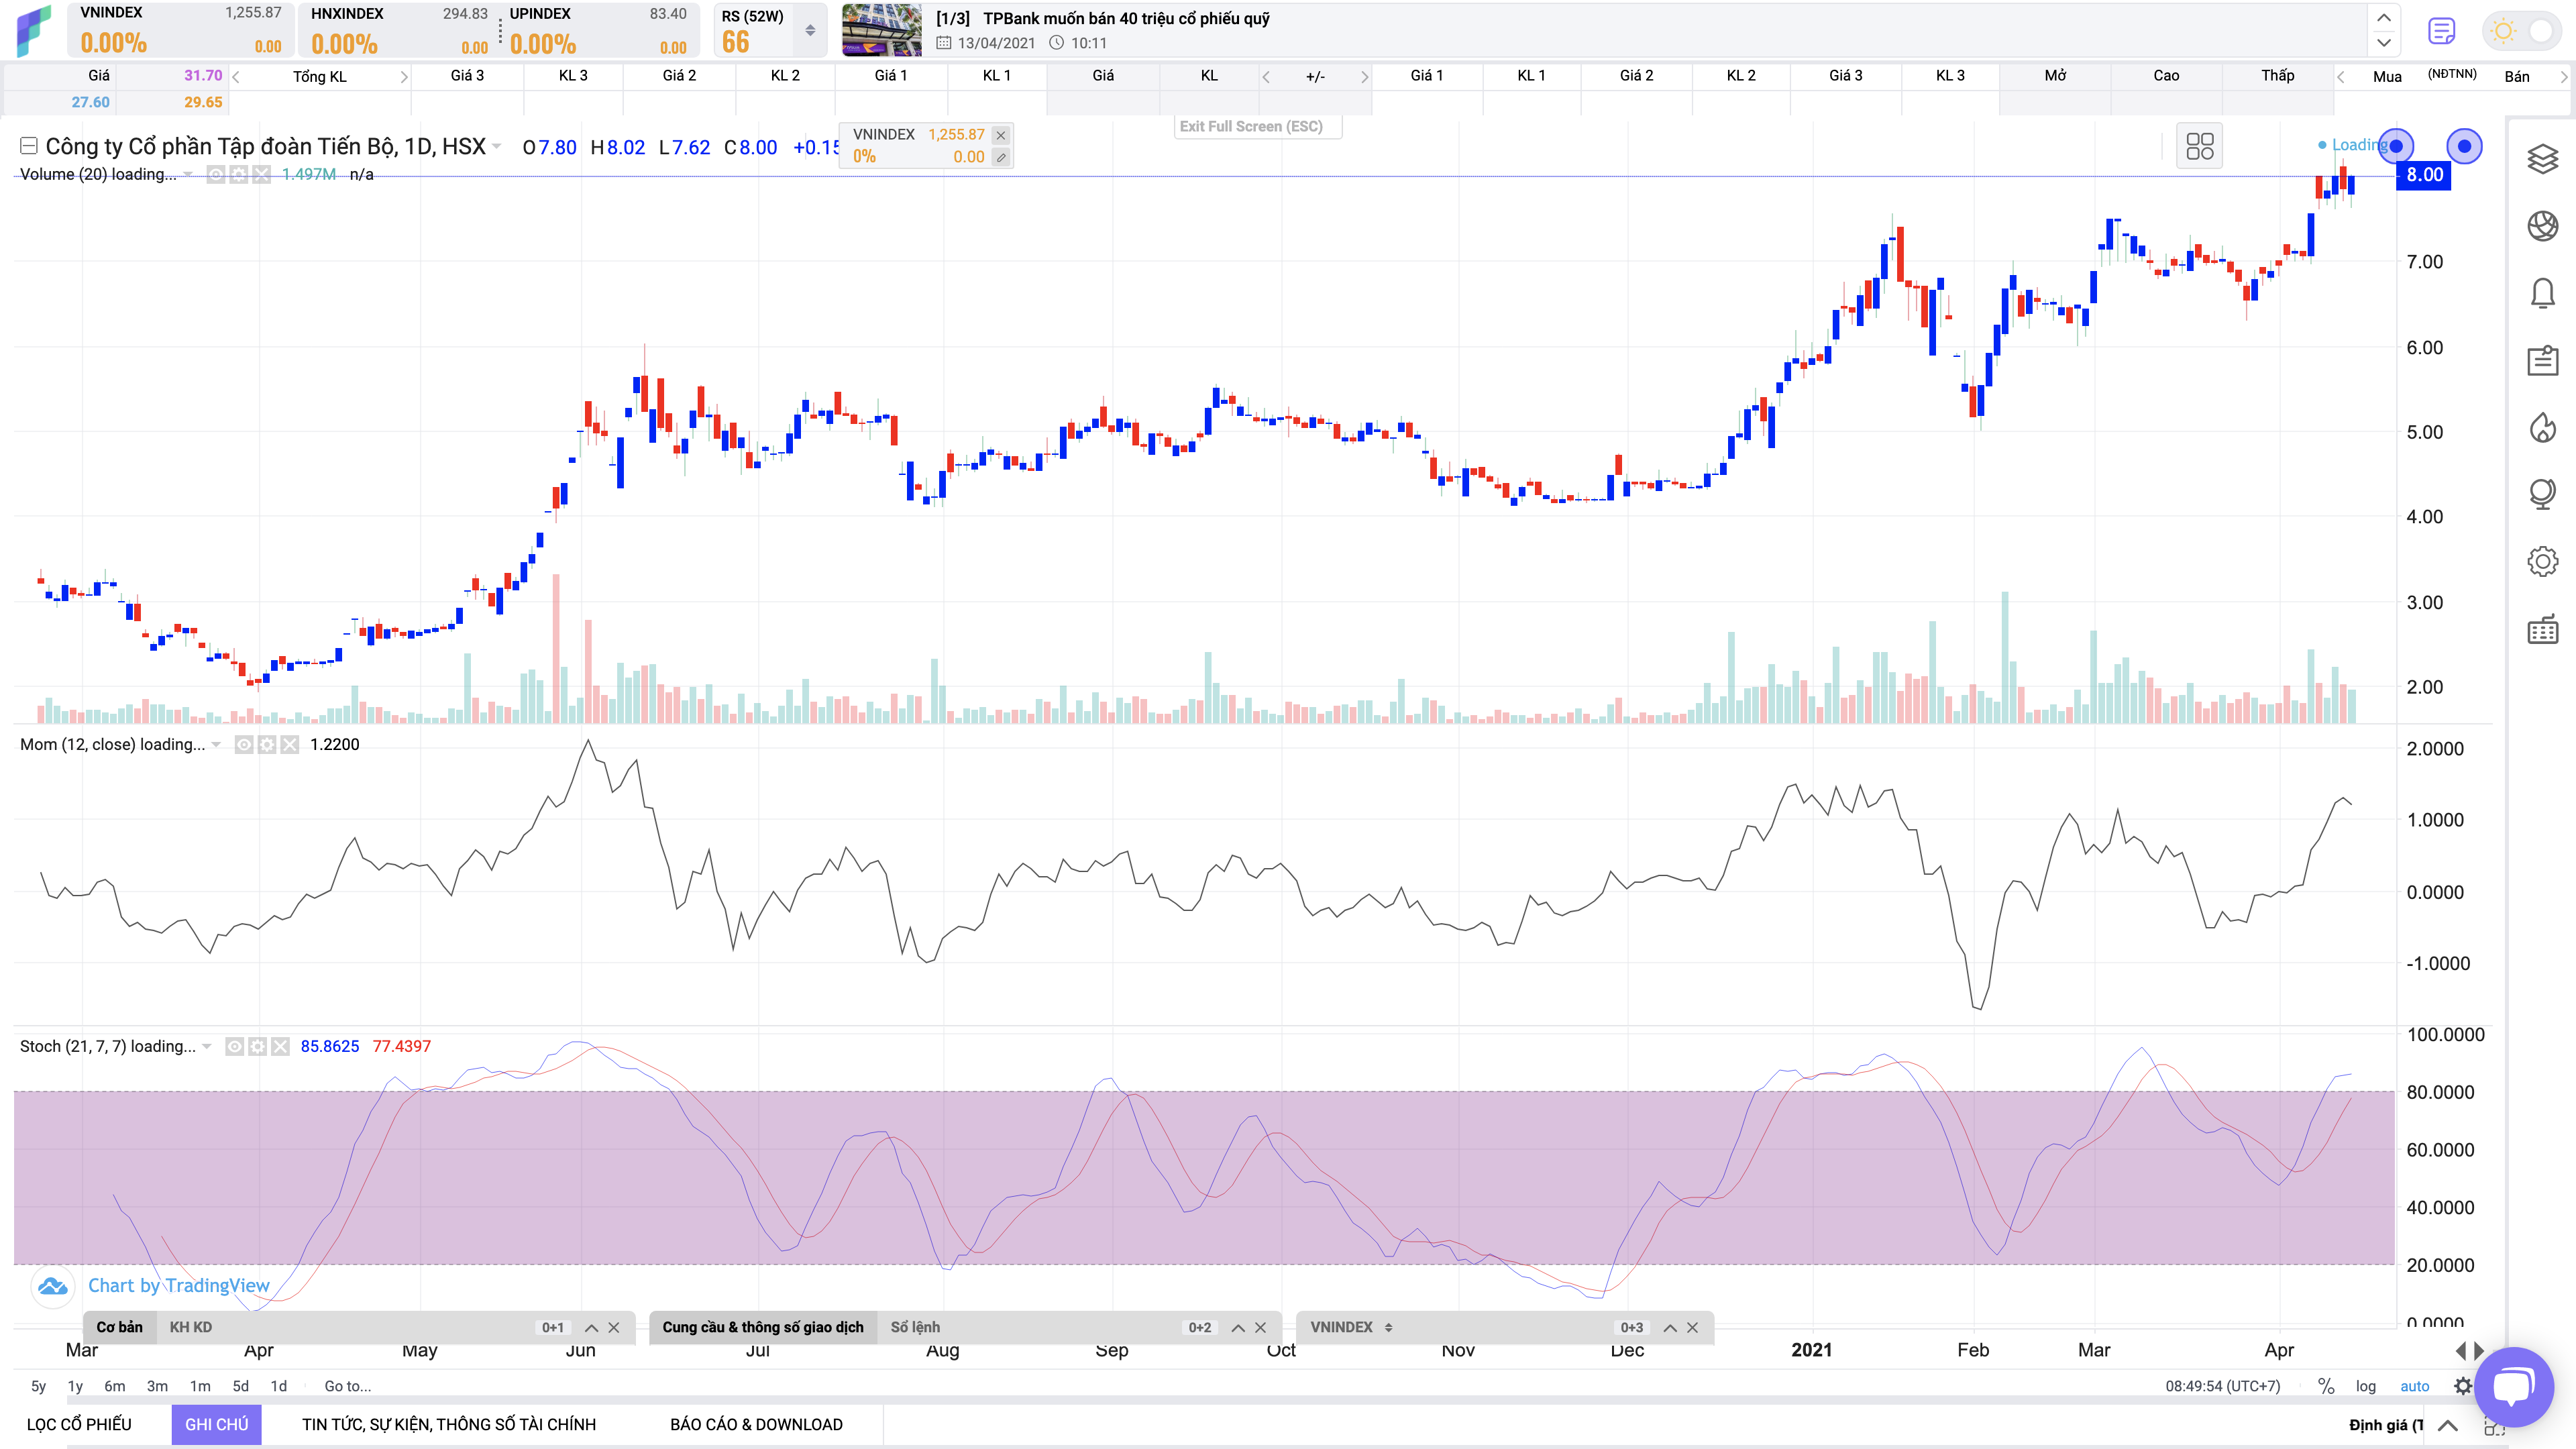 VNINDEX 1,255.87
0.00% 0.00
HNXINDEX 294.83
0.00% 0.00
UPINDEX 83.40
0.00% 0.00
RS (52W)
66
[1/3] TPBank muốn bán 40 triệu cổ phiếu quỹ
13/04/2021 10:11
Giá 31.70 Tổng KL Giá 3 KL 3 Giá 2 KL 2 Giá 1 KL 1 Giá KL +/- Giá 1 KL 1 Giá 2 KL 2 Giá 3 KL 3 Mở Cao Thấp Mua (NĐTNN) Bán
27.60 29.65
Exit Full Screen (ESC)
Công ty Cổ phần Tập đoàn Tiến Bộ, 1D, HSX O7.80 H8.02 L7.62 C8.00 +0.15
VNINDEX 1,255.87
0% 0.00
Loading
Volume (20) loading... 1.497M n/a
8.00
7.00
6.00
5.00
4.00
3.00
2.00
Mom (12, close) loading... 1.2200
2.0000
1.0000
0.0000
-1.0000
Stoch (21, 7, 7) loading... 85.8625 77.4397
100.0000
80.0000
60.0000
40.0000
20.0000
0.0000
Chart by TradingView
Cơ bản KH KD 0+1
Cung cầu & thông số giao dịch Sổ lệnh 0+2
VNINDEX 0+3
Mar Apr May Jun Jul Aug Sep Oct Nov Dec 2021 Feb Mar Apr
5y 1y 6m 3m 1m 5d 1d Go to... 08:49:54 (UTC+7) % log auto
LỌC CỔ PHIẾU GHI CHÚ TIN TỨC, SỰ KIỆN, THÔNG SỐ TÀI CHÍNH BÁO CÁO & DOWNLOAD Định giá (T